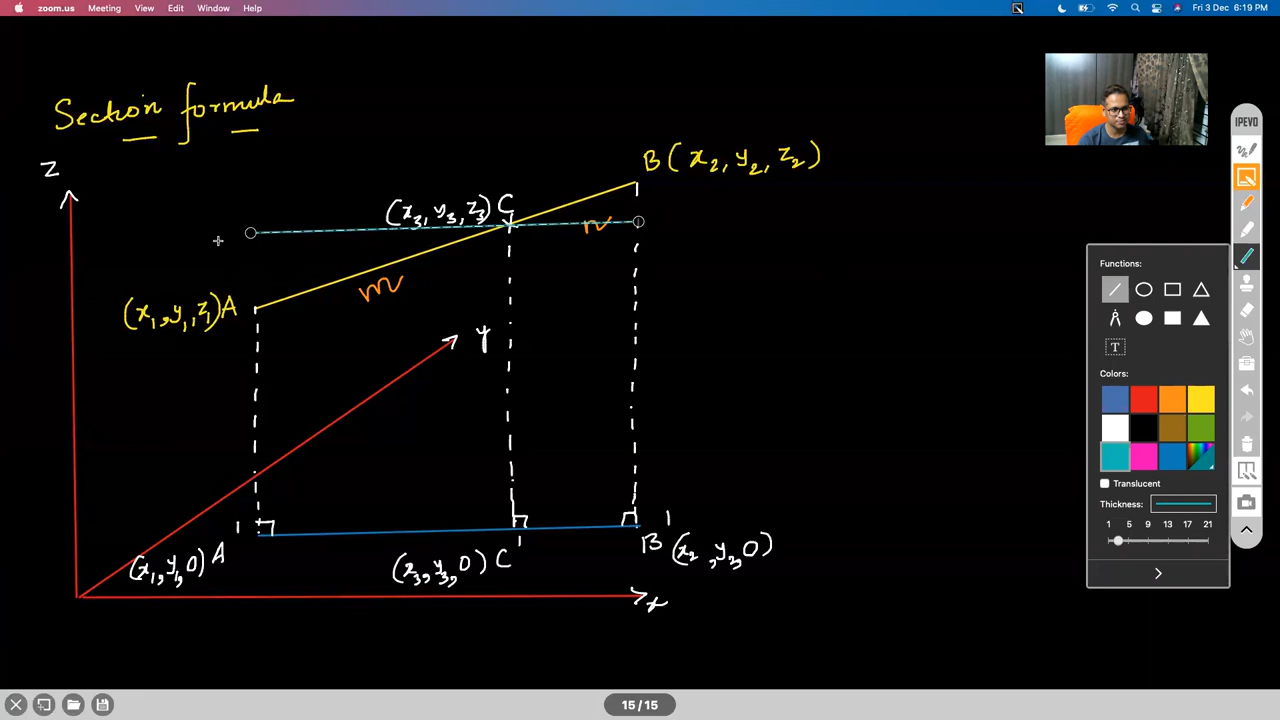 zoom.us Meeting View Edit Window Help Fri 3 Dec 6:19 PM
Section formula
IPEVO
Z
B (x₂, y₂, z₂)
(x₃, y₃, z₃) C
n
m
(x₁, y₁, z₁) A
y
Functions:
T
Colors:
Translucent
Thickness:
1 5 9 13 17 21
(x₁, y₁, 0) A'
(x₃, y₃, 0) C'
B' (x₂, y₂, 0)
x
15/15